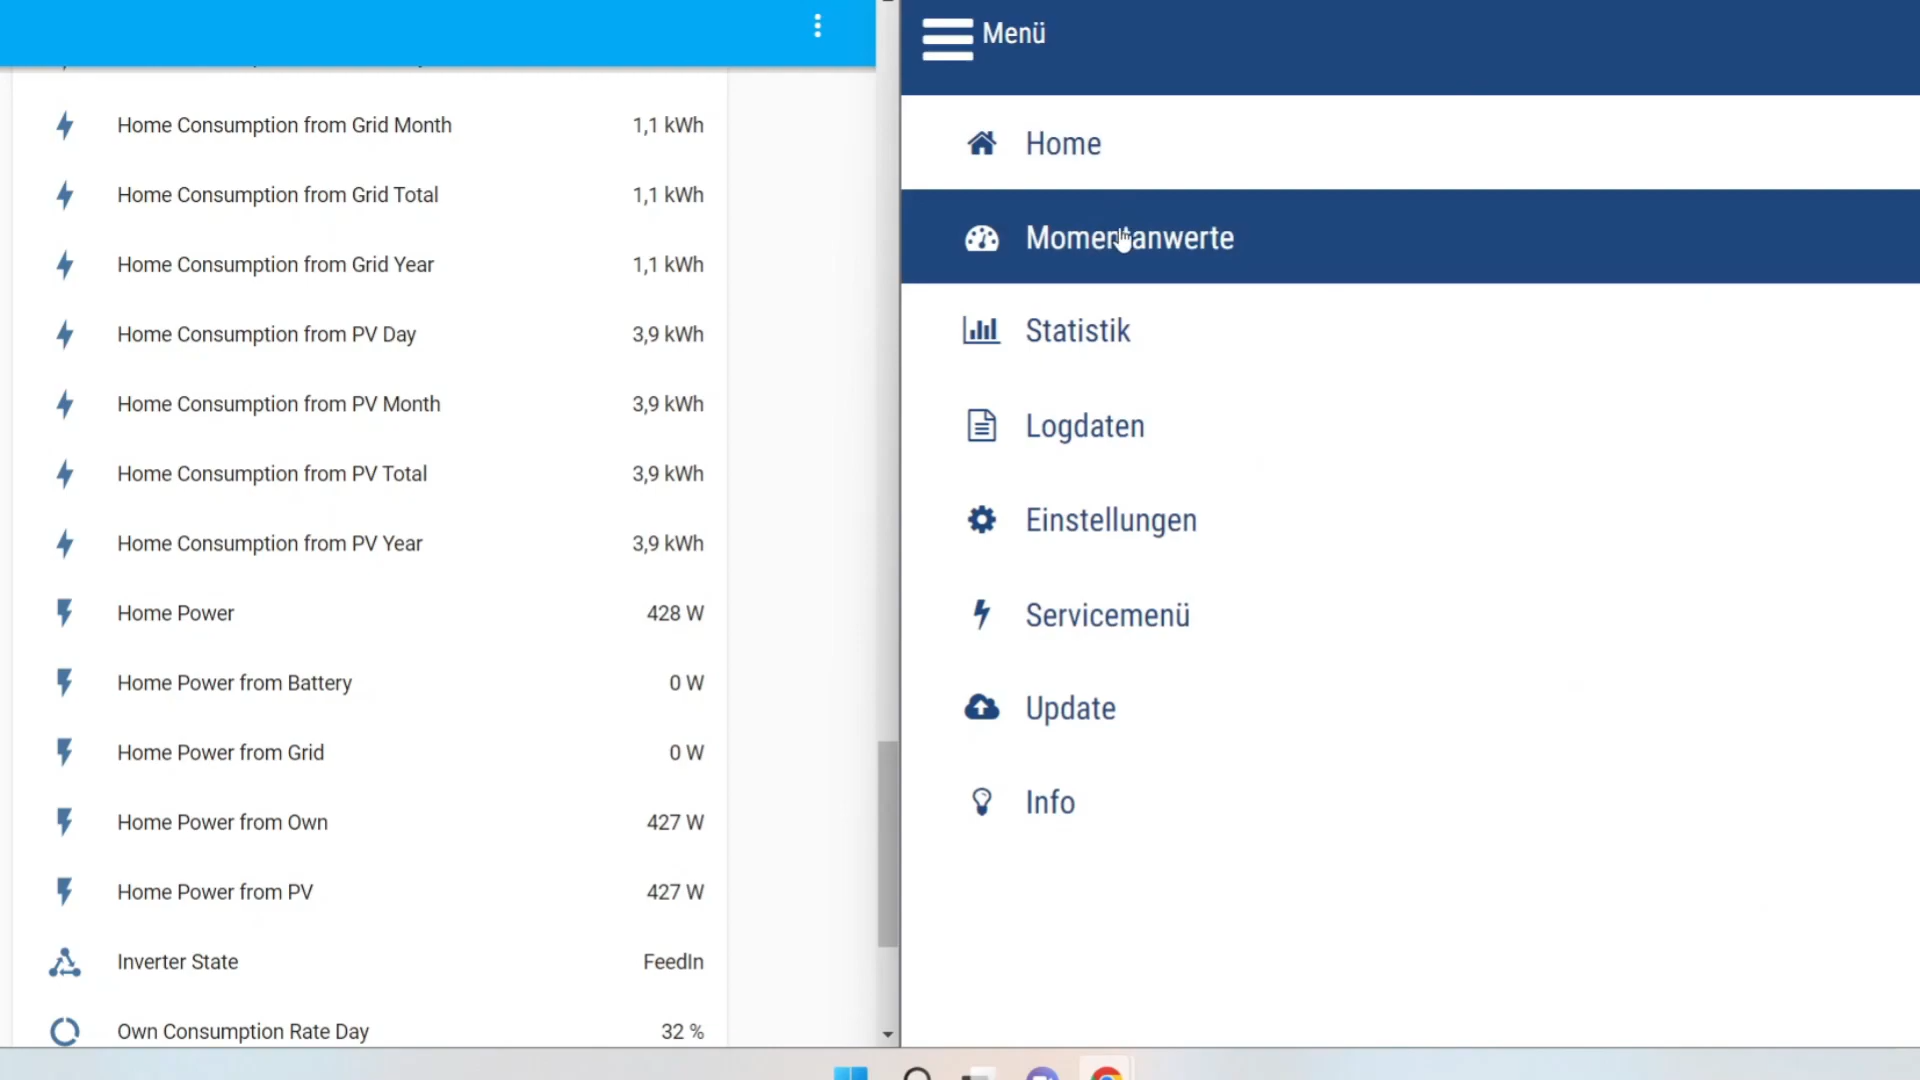 Home Consumption from Grid Month 1,1 kWh
Home Consumption from Grid Total 1,1 kWh
Home Consumption from Grid Year 1,1 kWh
Home Consumption from PV Day 3,9 kWh
Home Consumption from PV Month 3,9 kWh
Home Consumption from PV Total 3,9 kWh
Home Consumption from PV Year 3,9 kWh
Home Power 428 W
Home Power from Battery 0 W
Home Power from Grid 0 W
Home Power from Own 427 W
Home Power from PV 427 W
Inverter State FeedIn
Own Consumption Rate Day 32 %
Menü
Home
Momentanwerte
Statistik
Logdaten
Einstellungen
Servicemenü
Update
Info